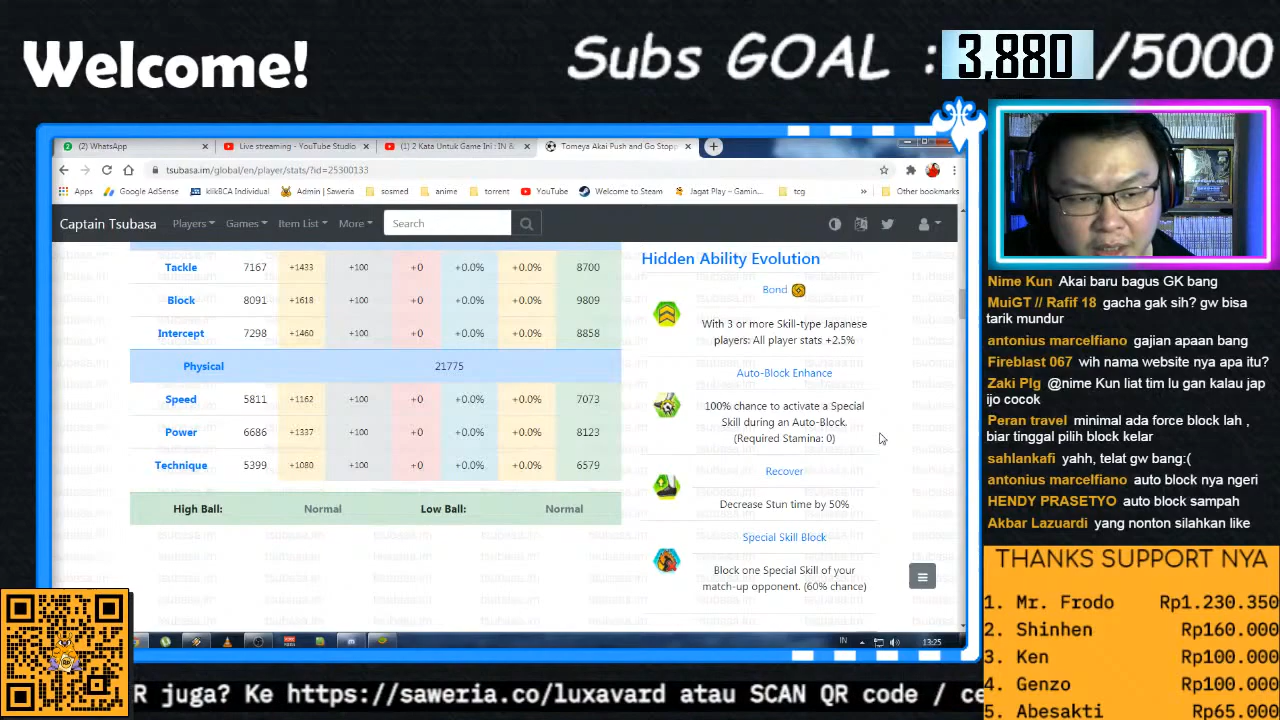 Welcome!
Subs GOAL : 3,880 /5000
(2) WhatsApp
Live streaming - YouTube Studio
(1) 2 Kata Untuk Game Ini : IN &
Tomeya Akai Push and Go Stopp
tsubasa.im/global/en/player/stats/?id=25300133
Apps
Google AdSense
klikBCA Individual
Admin | Saweria
sosmed
anime
torrent
YouTube
Welcome to Steam
Jagat Play – Gamin...
tcg
Other bookmarks
Captain Tsubasa
Players
Games
Item List
More
Search
Tackle 7167 +1433 +100 +0 +0.0% +0.0% 8700
Block 8091 +1618 +100 +0 +0.0% +0.0% 9809
Intercept 7298 +1460 +100 +0 +0.0% +0.0% 8858
Physical 21775
Speed 5811 +1162 +100 +0 +0.0% +0.0% 7073
Power 6686 +1337 +100 +0 +0.0% +0.0% 8123
Technique 5399 +1080 +100 +0 +0.0% +0.0% 6579
High Ball: Normal Low Ball: Normal
Hidden Ability Evolution
Bond
With 3 or more Skill-type Japanese
players: All player stats +2.5%
Auto-Block Enhance
100% chance to activate a Special
Skill during an Auto-Block.
(Required Stamina: 0)
Recover
Decrease Stun time by 50%
Special Skill Block
Block one Special Skill of your
match-up opponent. (60% chance)
IN
13:25
Nime Kun Akai baru bagus GK bang
MuiGT // Rafif 18 gacha gak sih? gw bisa
tarik mundur
antonius marcelfiano gajian apaan bang
Fireblast 067 wih nama website nya apa itu?
Zaki Plg @nime Kun liat tim lu gan kalau jap
ijo cocok
Peran travel minimal ada force block lah ,
biar tinggal pilih block kelar
sahlankafi yahh, telat gw bang:(
antonius marcelfiano auto block nya ngeri
HENDY PRASETYO auto block sampah
Akbar Lazuardi yang nonton silahkan like
THANKS SUPPORT NYA
1. Mr. Frodo Rp1.230.350
2. Shinhen Rp160.000
3. Ken Rp100.000
4. Genzo Rp100.000
5. Abesakti Rp65.000
R juga? Ke https://saweria.co/luxavard atau SCAN QR code / ce